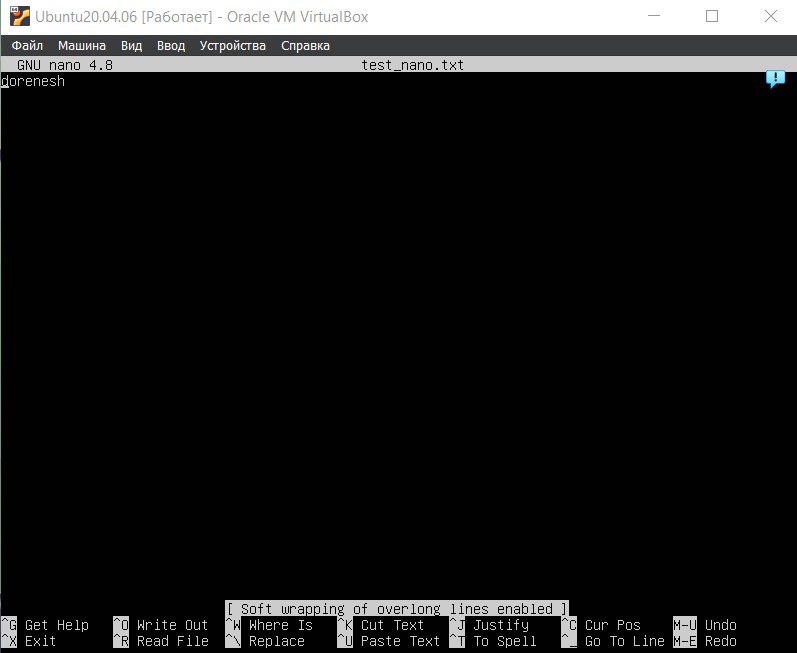 Ubuntu20.04.06 [Работает] - Oracle VM VirtualBox
Файл Машина Вид Ввод Устройства Справка
GNU nano 4.8 test_nano.txt
dorenesh
[ Soft wrapping of overlong lines enabled ]
^G Get Help ^O Write Out ^W Where Is ^K Cut Text ^J Justify ^C Cur Pos M-U Undo
^X Exit ^R Read File ^\ Replace ^U Paste Text ^T To Spell ^_ Go To Line M-E Redo